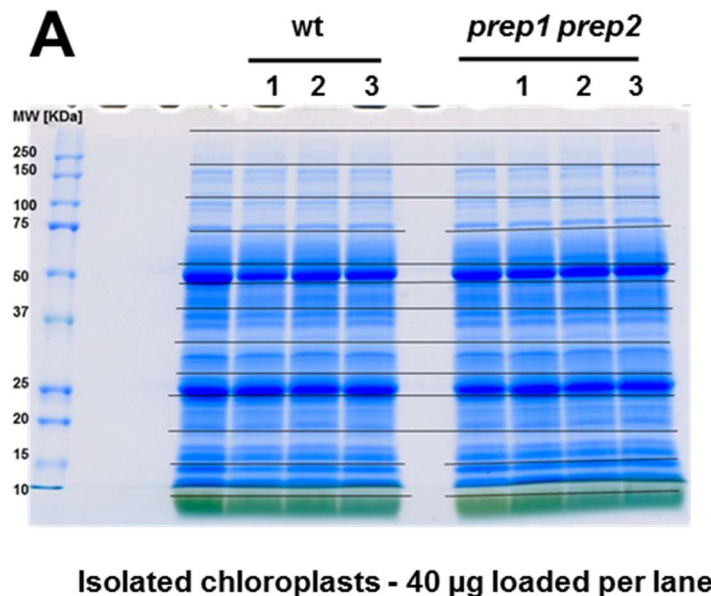 A
wt
prep1 prep2
1 2 3
1 2 3
MW [KDa]
250
150
100
75
50
37
25
20
15
10
Isolated chloroplasts - 40 µg loaded per lane